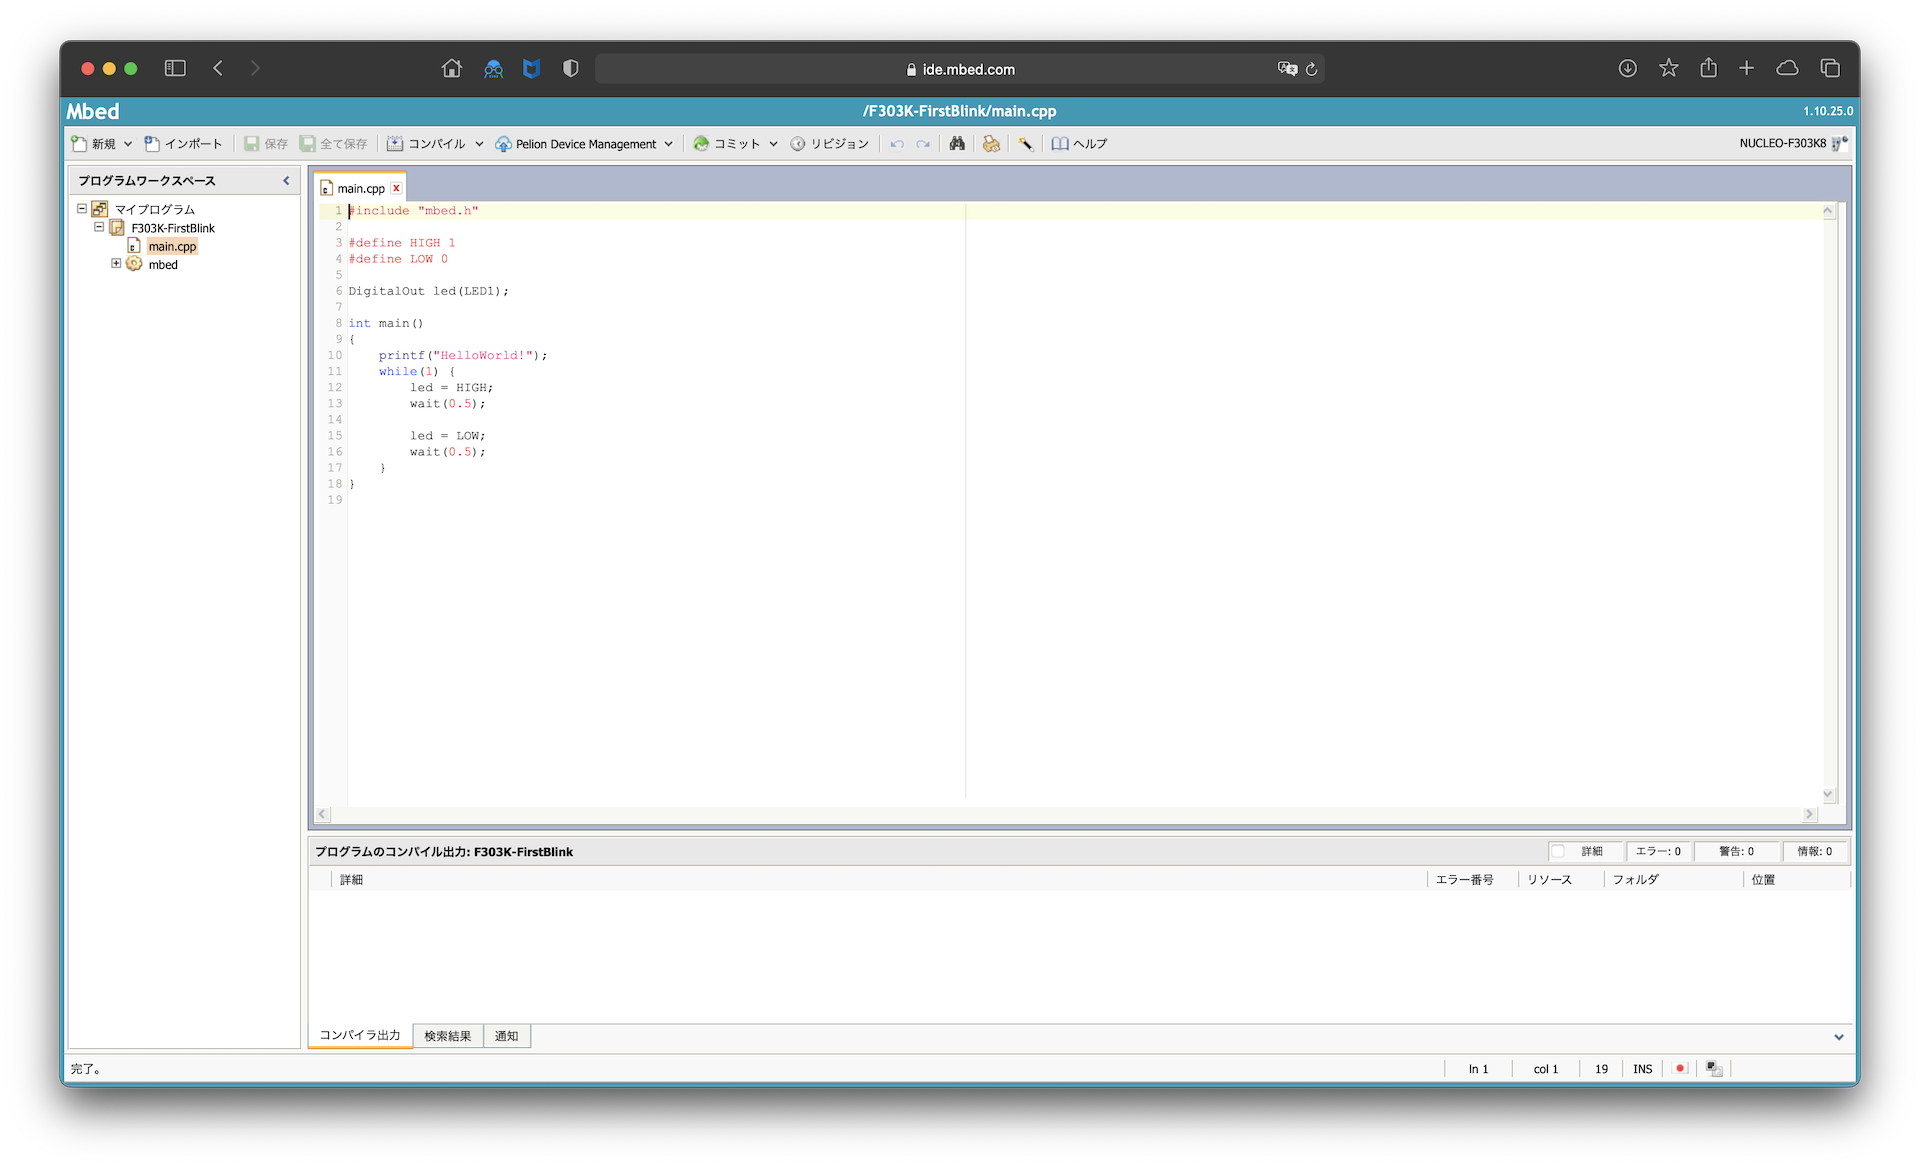 ide.mbed.com
Mbed
/F303K-FirstBlink/main.cpp
1.10.25.0
新規
インポート
保存
全て保存
コンパイル
Pelion Device Management
コミット
リビジョン
ヘルプ
NUCLEO-F303K8
プログラムワークスペース
マイプログラム
F303K-FirstBlink
main.cpp
mbed
main.cpp
1 #include "mbed.h"
2
3 #define HIGH 1
4 #define LOW 0
5
6 DigitalOut led(LED1);
7
8 int main()
9 {
10     printf("HelloWorld!");
11     while(1) {
12         led = HIGH;
13         wait(0.5);
14
15         led = LOW;
16         wait(0.5);
17     }
18 }
19
プログラムのコンパイル出力: F303K-FirstBlink
詳細
エラー: 0
警告: 0
情報: 0
詳細
エラー番号
リソース
フォルダ
位置
コンパイラ出力
検索結果
通知
完了。
ln 1
col 1
19
INS